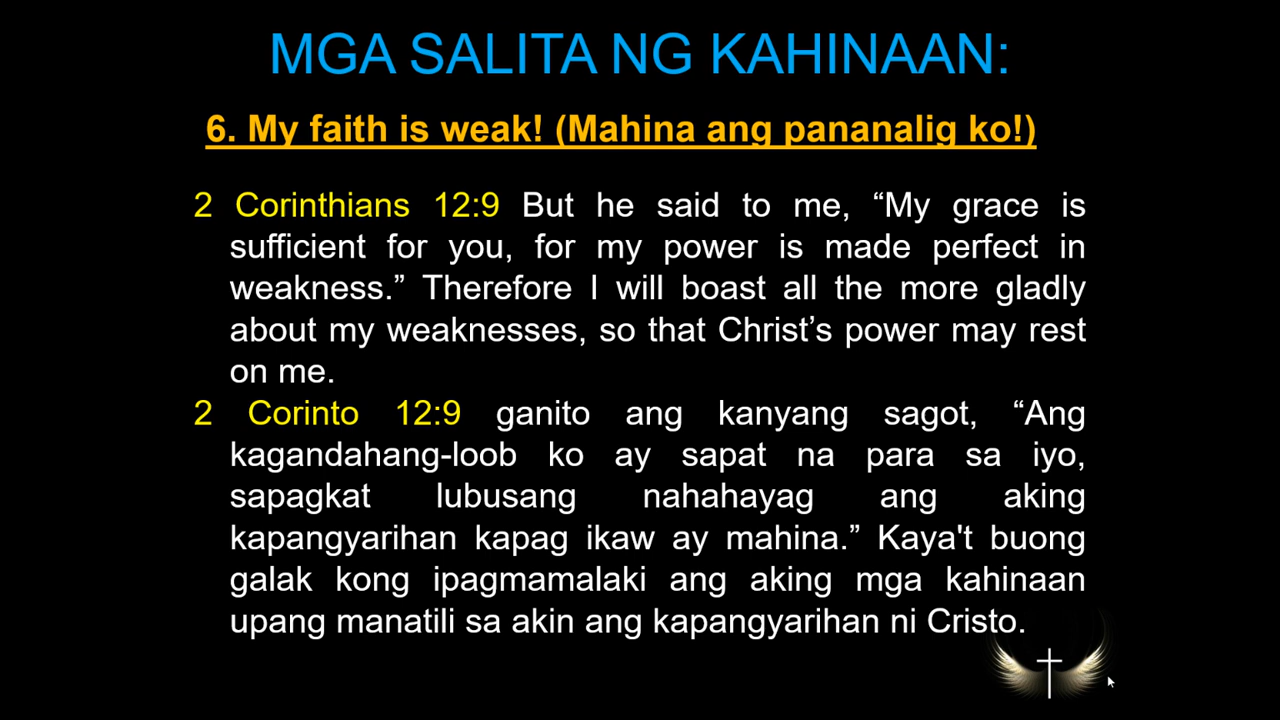 MGA SALITA NG KAHINAAN:
6. My faith is weak! (Mahina ang pananalig ko!)
2 Corinthians 12:9 But he said to me, “My grace is
sufficient for you, for my power is made perfect in
weakness.” Therefore I will boast all the more gladly
about my weaknesses, so that Christ’s power may rest
on me.
2 Corinto 12:9 ganito ang kanyang sagot, “Ang
kagandahang-loob ko ay sapat na para sa iyo,
sapagkat lubusang nahahayag ang aking
kapangyarihan kapag ikaw ay mahina.” Kaya't buong
galak kong ipagmamalaki ang aking mga kahinaan
upang manatili sa akin ang kapangyarihan ni Cristo.